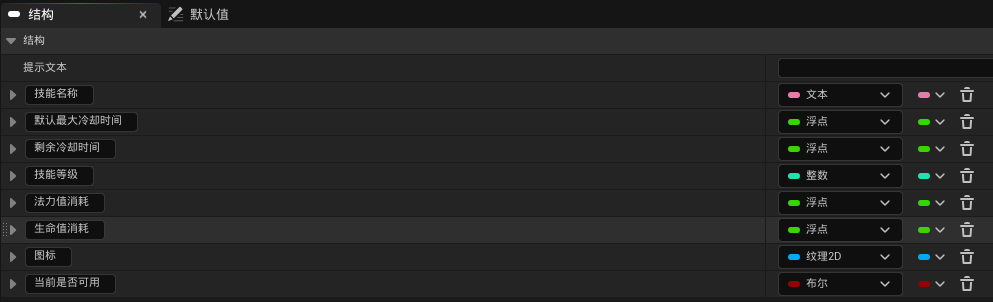 结构
默认值
结构
提示文本
技能名称 文本
默认最大冷却时间 浮点
剩余冷却时间 浮点
技能等级 整数
法力值消耗 浮点
生命值消耗 浮点
图标 纹理2D
当前是否可用 布尔